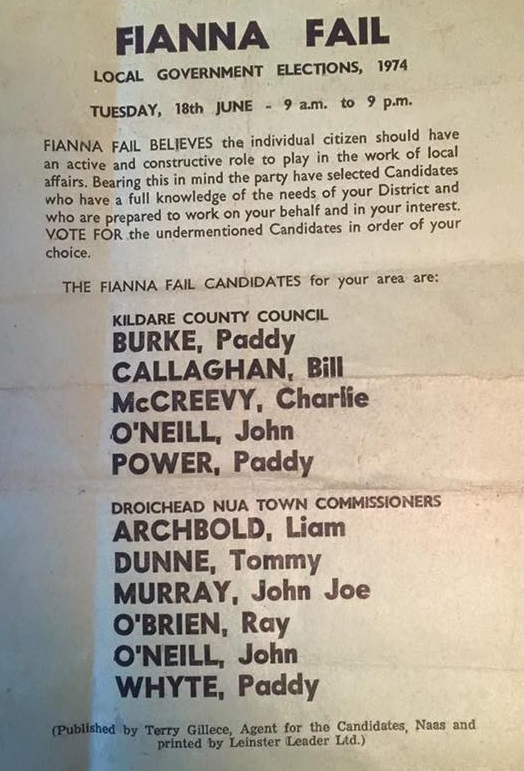 FIANNA FAIL
LOCAL GOVERNMENT ELECTIONS, 1974
TUESDAY, 18th JUNE - 9 a.m. to 9 p.m.
FIANNA FAIL BELIEVES the individual citizen should have
an active and constructive role to play in the work of local
affairs. Bearing this in mind the party have selected Candidates
who have a full knowledge of the needs of your District and
who are prepared to work on your behalf and in your interest.
VOTE FOR the undermentioned Candidates in order of your
choice.
THE FIANNA FAIL CANDIDATES for your area are:
KILDARE COUNTY COUNCIL
BURKE, Paddy
CALLAGHAN, Bill
McCREEVY, Charlie
O'NEILL, John
POWER, Paddy
DROICHEAD NUA TOWN COMMISSIONERS
ARCHBOLD, Liam
DUNNE, Tommy
MURRAY, John Joe
O'BRIEN, Ray
O'NEILL, John
WHYTE, Paddy
(Published by Terry Gillece, Agent for the Candidates, Naas and
printed by Leinster Leader Ltd.)